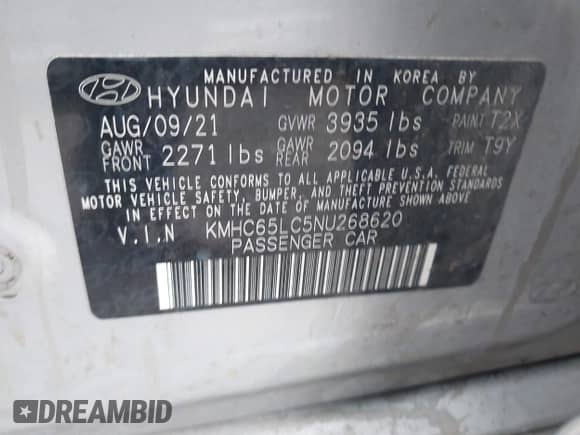 MANUFACTURED IN KOREA BY
HYUNDAI MOTOR COMPANY
AUG/09/21 GVWR 3935 lbs PAINT T2X
GAWR FRONT 2271 lbs GAWR REAR 2094 lbs TRIM T9Y
THIS VEHICLE CONFORMS TO ALL APPLICABLE U.S.A. FEDERAL
MOTOR VEHICLE SAFETY, BUMPER, AND THEFT PREVENTION STANDARDS
IN EFFECT ON THE DATE OF MANUFACTURE SHOWN ABOVE
V.I.N KMHC65LC5NU268620
PASSENGER CAR
DREAMBID